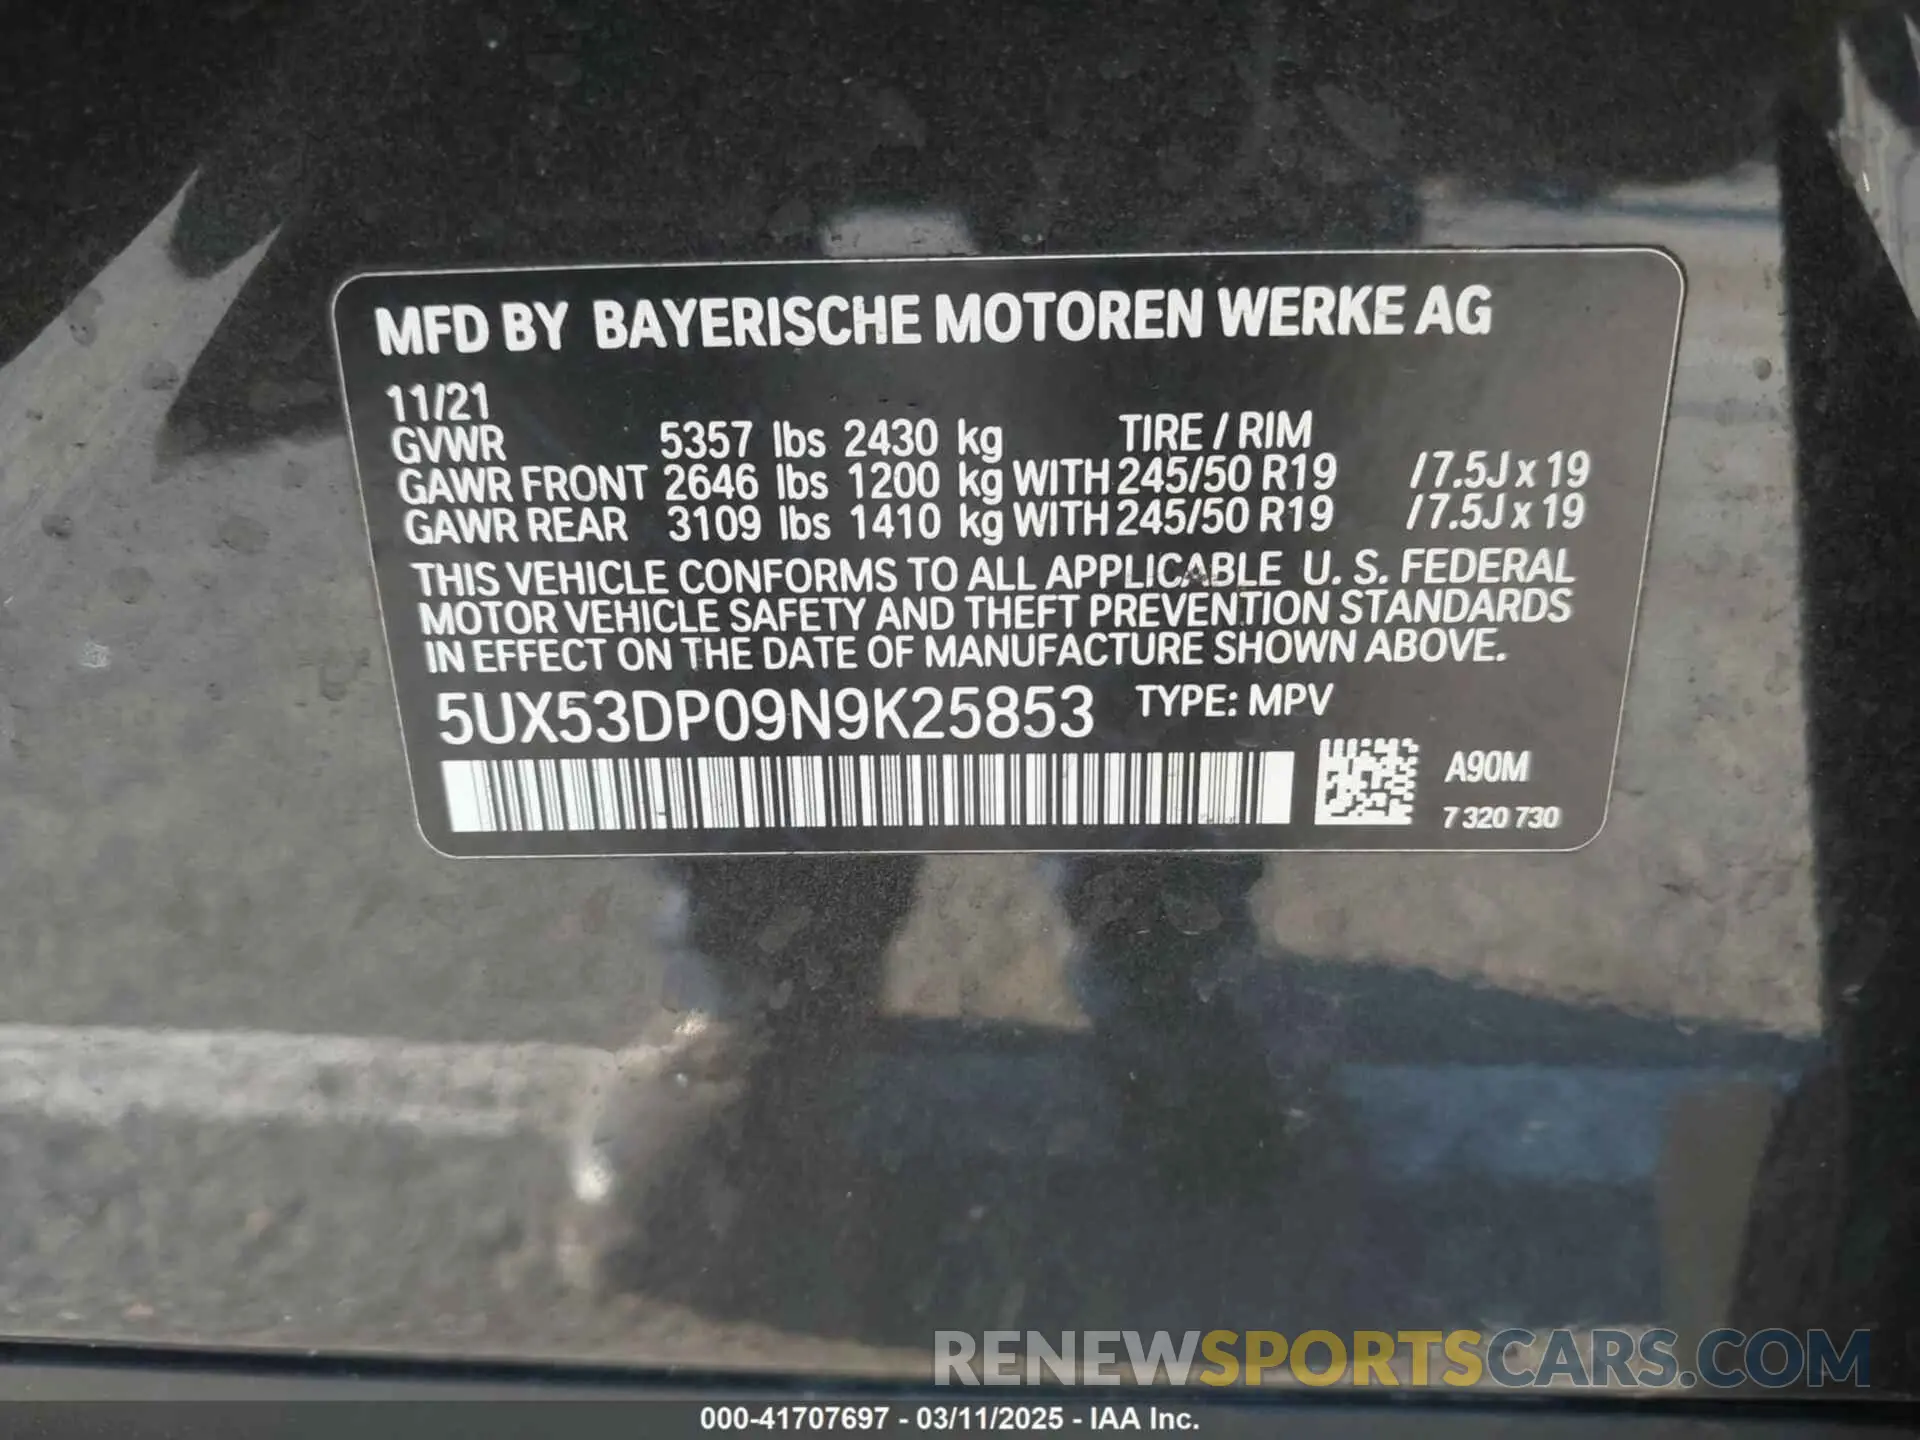 MFD BY BAYERISCHE MOTOREN WERKE AG
11/21
GVWR 5357 lbs 2430 kg TIRE / RIM
GAWR FRONT 2646 lbs 1200 kg WITH 245/50 R19 /7.5J x 19
GAWR REAR 3109 lbs 1410 kg WITH 245/50 R19 /7.5J x 19
THIS VEHICLE CONFORMS TO ALL APPLICABLE U. S. FEDERAL
MOTOR VEHICLE SAFETY AND THEFT PREVENTION STANDARDS
IN EFFECT ON THE DATE OF MANUFACTURE SHOWN ABOVE.
5UX53DP09N9K25853 TYPE: MPV
A90M
7 320 730
RENEWSPORTSCARS.COM
000-41707697 - 03/11/2025 - IAA Inc.